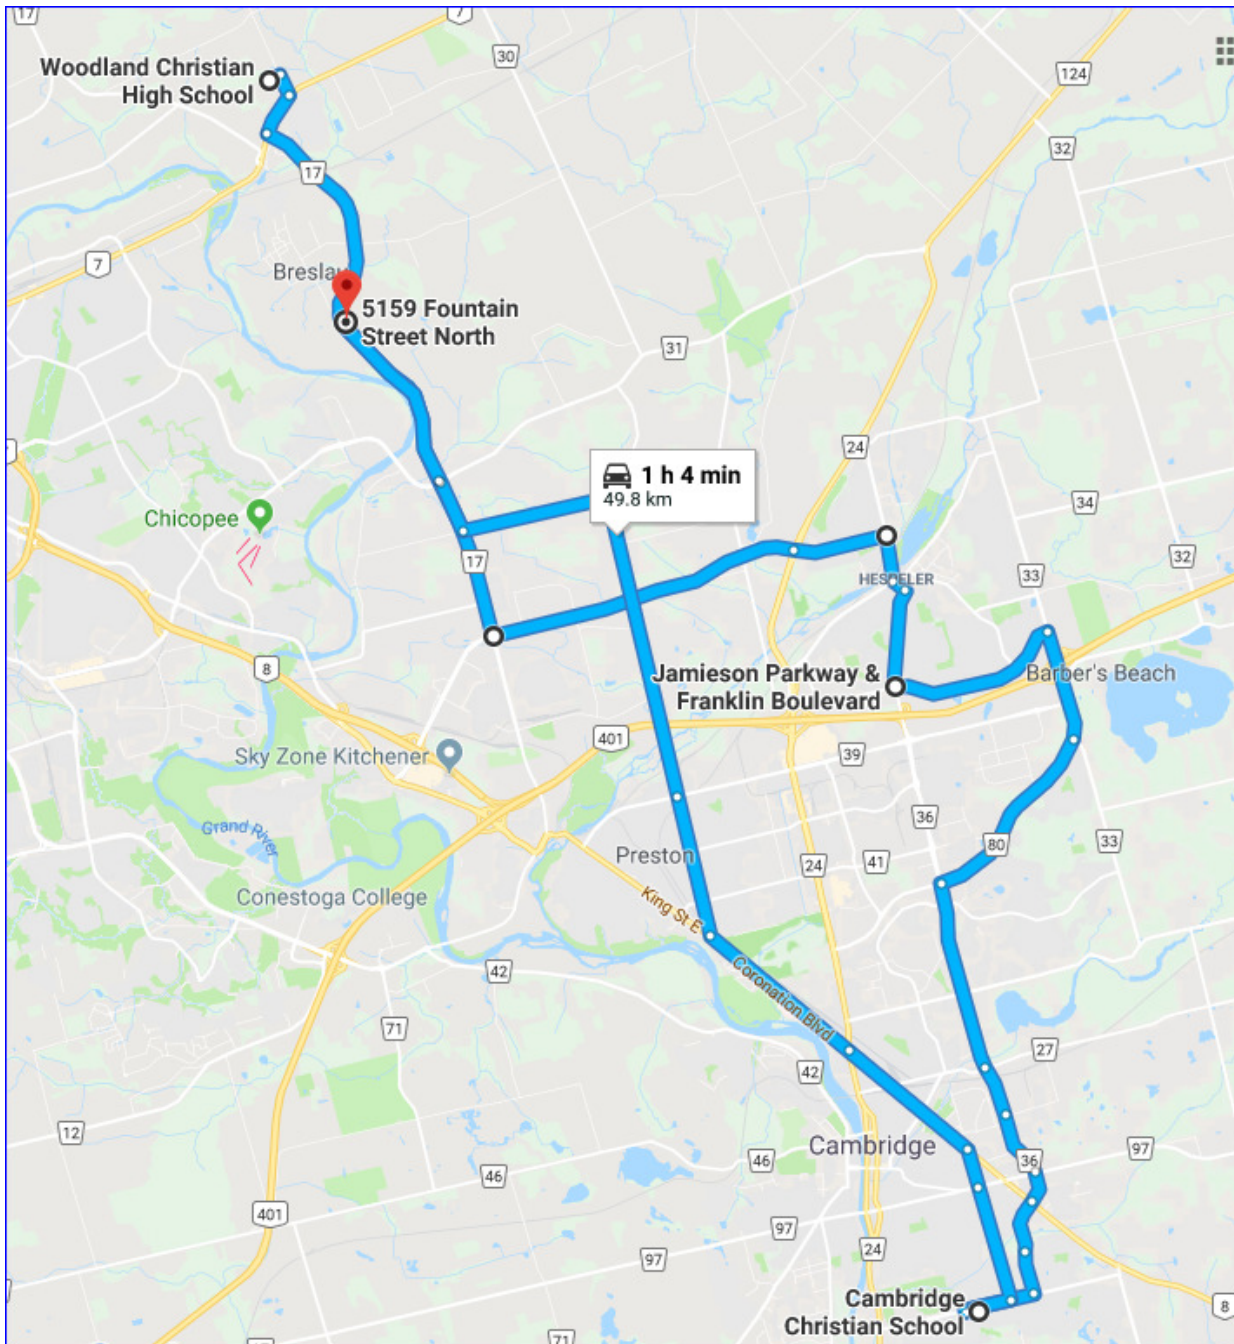 17
7
30
Woodland Christian
High School
124
32
17
7
Breslau
5159 Fountain
Street North
31
24
1 h 4 min
49.8 km
34
Chicopee
32
17
33
HESPELER
8
Jamieson Parkway &
Franklin Boulevard
Barber's Beach
401
39
Sky Zone Kitchener
36
Grand River
80
33
Preston
41
24
Conestoga College
King St E
42
Coronation Blvd
71
27
42
12
Cambridge
97
46
46
36
401
97
24
97
Cambridge
Christian School
8
71